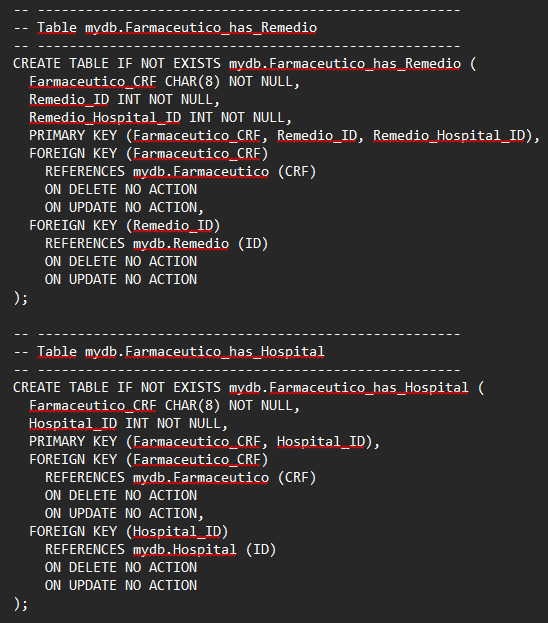 -- -----------------------------------------------------
-- Table mydb.Farmaceutico_has_Remedio
-- -----------------------------------------------------
CREATE TABLE IF NOT EXISTS mydb.Farmaceutico_has_Remedio (
  Farmaceutico_CRF CHAR(8) NOT NULL,
  Remedio_ID INT NOT NULL,
  Remedio_Hospital_ID INT NOT NULL,
  PRIMARY KEY (Farmaceutico_CRF, Remedio_ID, Remedio_Hospital_ID),
  FOREIGN KEY (Farmaceutico_CRF)
    REFERENCES mydb.Farmaceutico (CRF)
    ON DELETE NO ACTION
    ON UPDATE NO ACTION,
  FOREIGN KEY (Remedio_ID)
    REFERENCES mydb.Remedio (ID)
    ON DELETE NO ACTION
    ON UPDATE NO ACTION
);
-- -----------------------------------------------------
-- Table mydb.Farmaceutico_has_Hospital
-- -----------------------------------------------------
CREATE TABLE IF NOT EXISTS mydb.Farmaceutico_has_Hospital (
  Farmaceutico_CRF CHAR(8) NOT NULL,
  Hospital_ID INT NOT NULL,
  PRIMARY KEY (Farmaceutico_CRF, Hospital_ID),
  FOREIGN KEY (Farmaceutico_CRF)
    REFERENCES mydb.Farmaceutico (CRF)
    ON DELETE NO ACTION
    ON UPDATE NO ACTION,
  FOREIGN KEY (Hospital_ID)
    REFERENCES mydb.Hospital (ID)
    ON DELETE NO ACTION
    ON UPDATE NO ACTION
);